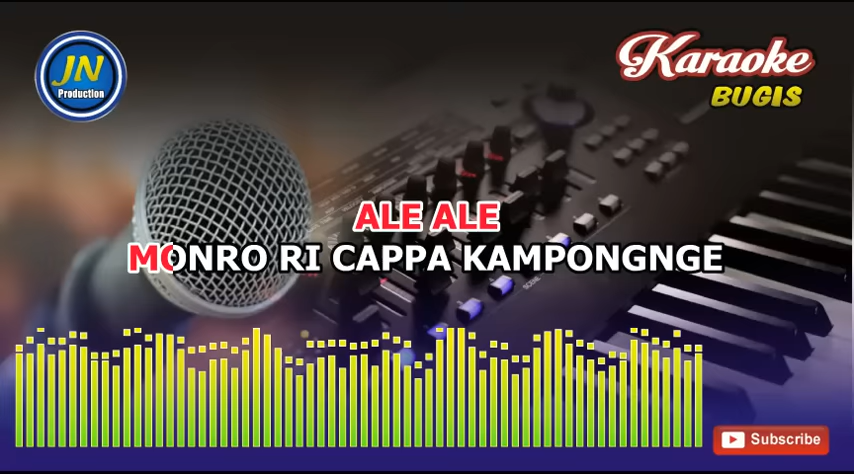 JN
Production
Karaoke
BUGIS
ALE ALE
MONRO RI CAPPA KAMPONGNGE
Subscribe